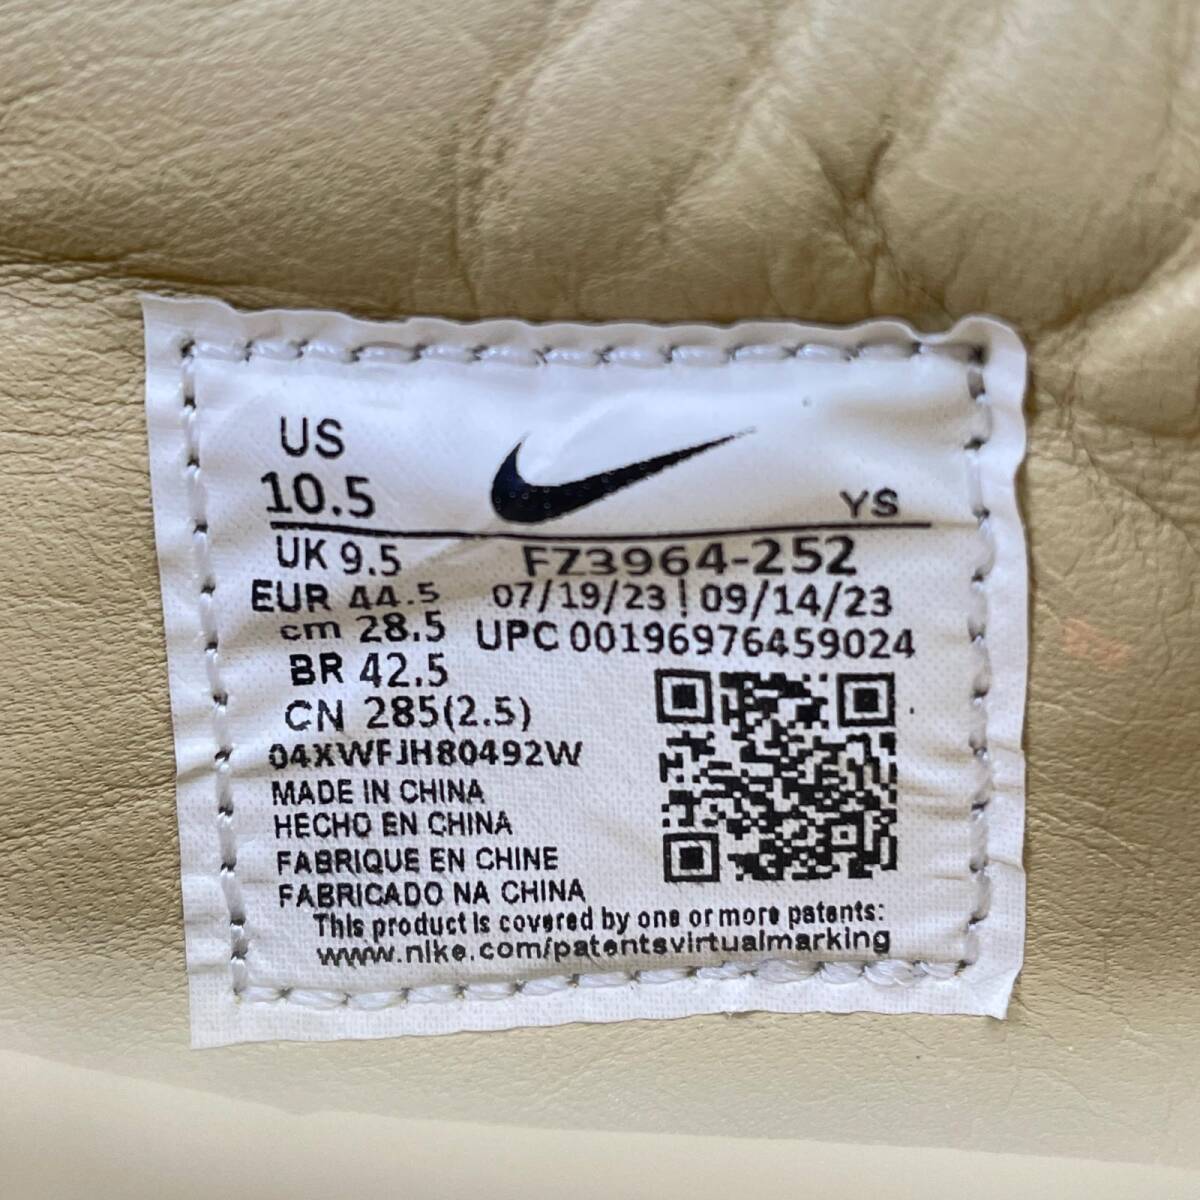 US
10.5
YS
UK 9.5
FZ3964-252
EUR 44.5
07/19/23 | 09/14/23
cm 28.5
UPC 00196976459024
BR 42.5
CN 285(2.5)
04XWFJH80492W
MADE IN CHINA
HECHO EN CHINA
FABRIQUE EN CHINE
FABRICADO NA CHINA
This product is covered by one or more patents:
www.nike.com/patentsvirtualmarking